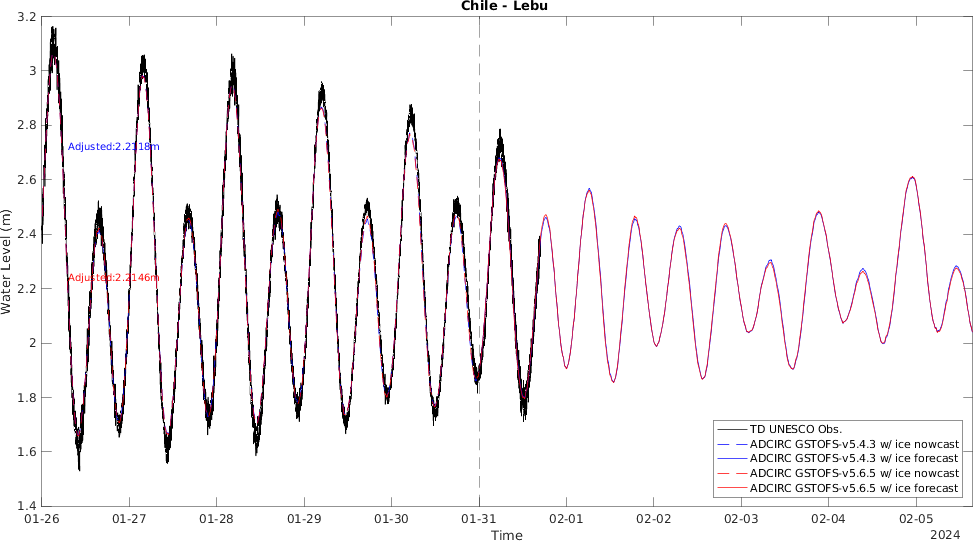 Chile - Lebu
3.2
3
2.8
2.6
2.4
2.2
2
1.8
1.6
1.4
Water Level (m)
Adjusted:2.2118m
Adjusted:2.2146m
TD UNESCO Obs.
ADCIRC GSTOFS-v5.4.3 w/ ice nowcast
ADCIRC GSTOFS-v5.4.3 w/ ice forecast
ADCIRC GSTOFS-v5.6.5 w/ ice nowcast
ADCIRC GSTOFS-v5.6.5 w/ ice forecast
01-26 01-27 01-28 01-29 01-30 01-31 02-01 02-02 02-03 02-04 02-05
Time
2024